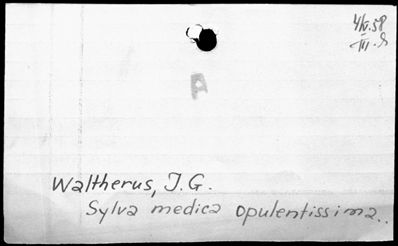 A
Waltherus, J. G.
Sylva medica opulentissima..